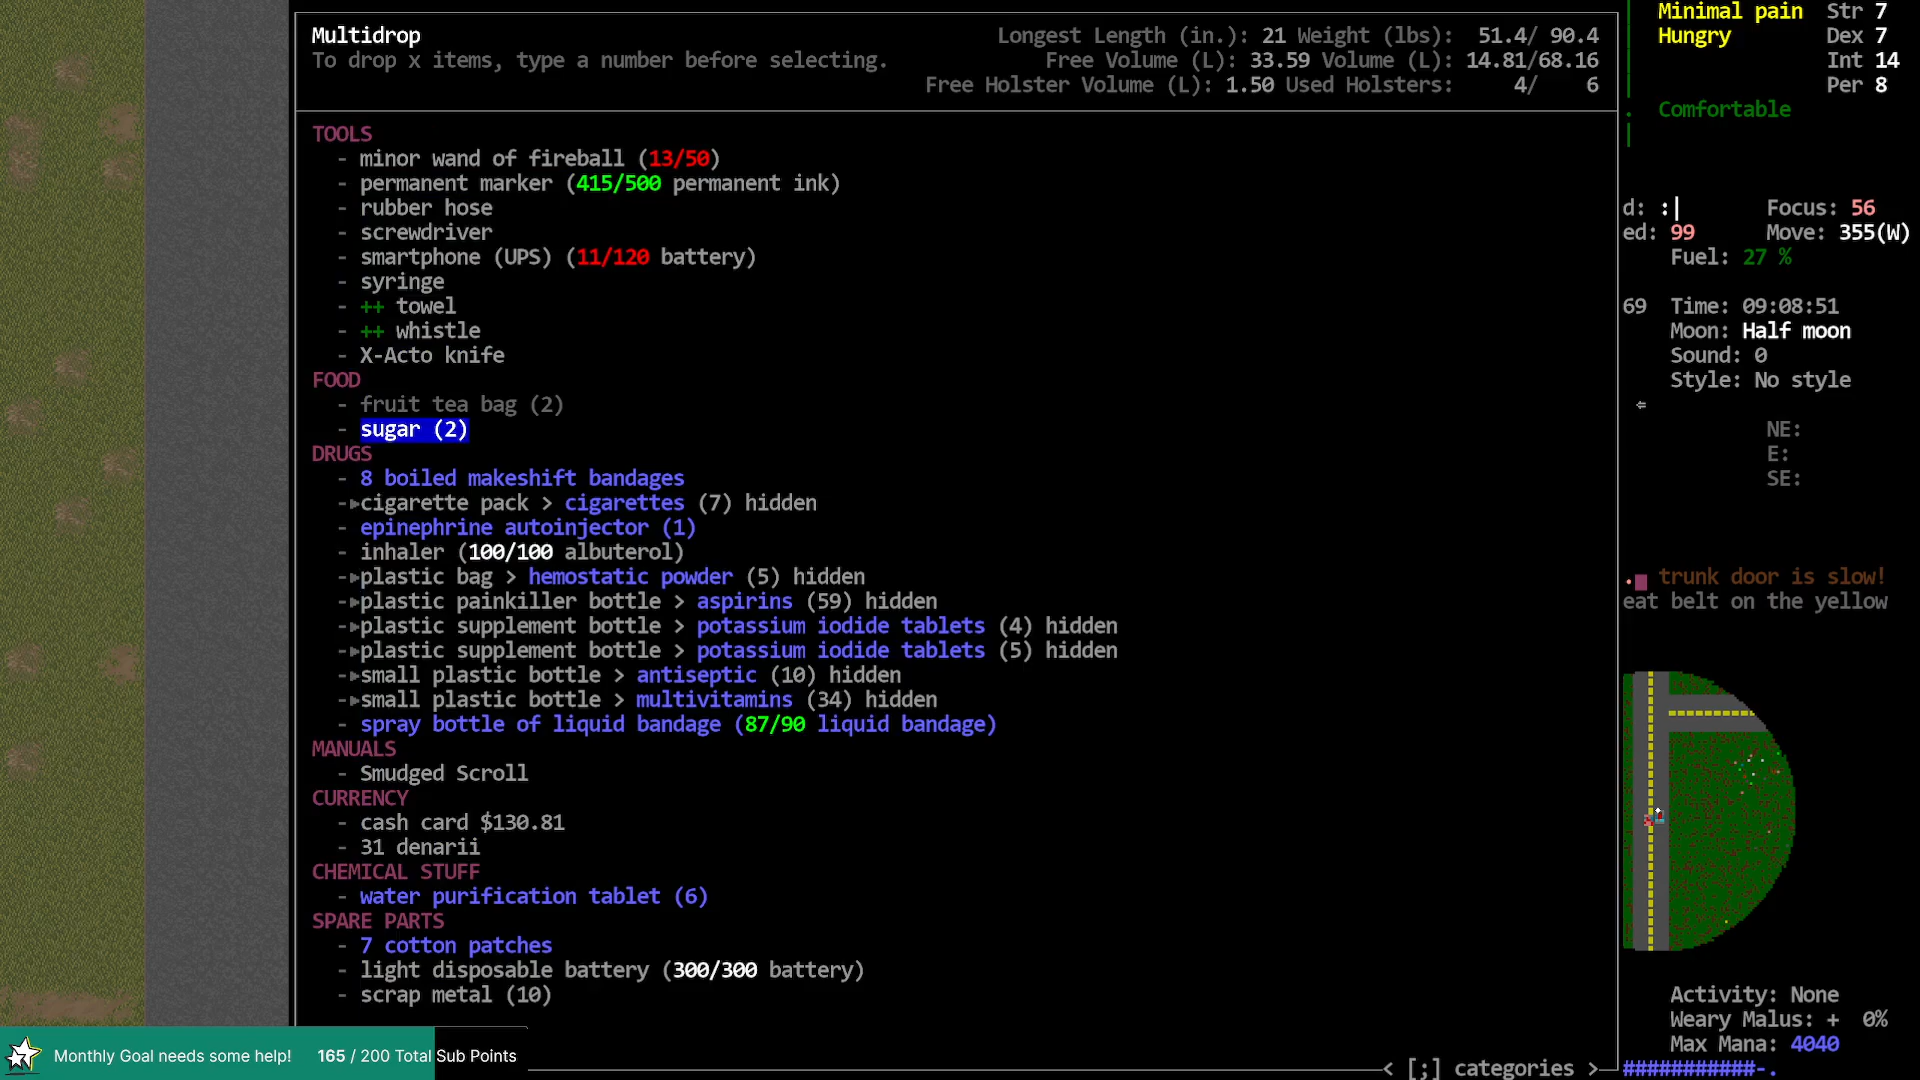 Multidrop
To drop x items, type a number before selecting.
Longest Length (in.): 21 Weight (lbs): 51.4/ 90.4
Free Volume (L): 33.59 Volume (L): 14.81/68.16
Free Holster Volume (L): 1.50 Used Holsters: 4/ 6
TOOLS
- minor wand of fireball (13/50)
- permanent marker (415/500 permanent ink)
- rubber hose
- screwdriver
- smartphone (UPS) (11/120 battery)
- syringe
- ++ towel
- ++ whistle
- X-Acto knife
FOOD
- fruit tea bag (2)
- sugar (2)
DRUGS
- 8 boiled makeshift bandages
-▸cigarette pack > cigarettes (7) hidden
- epinephrine autoinjector (1)
- inhaler (100/100 albuterol)
-▸plastic bag > hemostatic powder (5) hidden
-▸plastic painkiller bottle > aspirins (59) hidden
-▸plastic supplement bottle > potassium iodide tablets (4) hidden
-▸plastic supplement bottle > potassium iodide tablets (5) hidden
-▸small plastic bottle > antiseptic (10) hidden
-▸small plastic bottle > multivitamins (34) hidden
- spray bottle of liquid bandage (87/90 liquid bandage)
MANUALS
- Smudged Scroll
CURRENCY
- cash card $130.81
- 31 denarii
CHEMICAL STUFF
- water purification tablet (6)
SPARE PARTS
- 7 cotton patches
- light disposable battery (300/300 battery)
- scrap metal (10)
< [;] categories >
Minimal pain Str 7
Hungry Dex 7
Int 14
Per 8
Comfortable
d: :| Focus: 56
ed: 99 Move: 355(W)
Fuel: 27 %
69 Time: 09:08:51
Moon: Half moon
Sound: 0
Style: No style
NE:
E:
SE:
trunk door is slow!
eat belt on the yellow
Activity: None
Weary Malus: + 0%
Max Mana: 4040
###########-.
Monthly Goal needs some help! 165 / 200 Total Sub Points